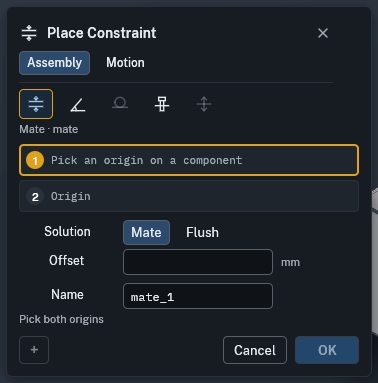 Place Constraint
Assembly Motion
Mate · mate
1 Pick an origin on a component
2 Origin
Solution Mate Flush
Offset mm
Name mate_1
Pick both origins
+ Cancel OK